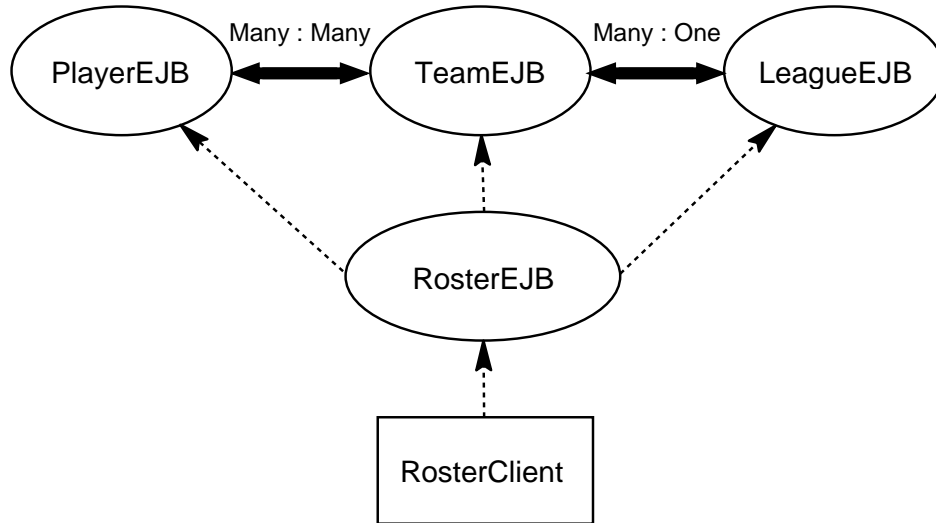 Many : Many
Many : One
PlayerEJB
TeamEJB
LeagueEJB
RosterEJB
RosterClient